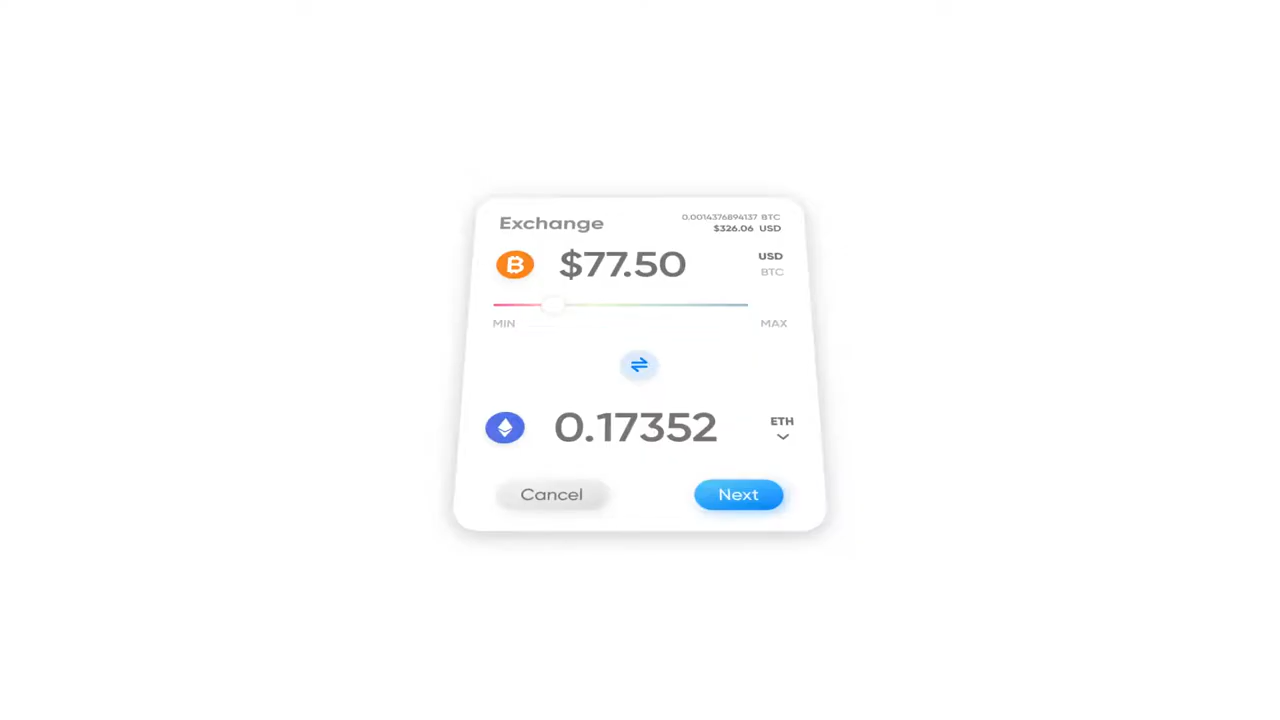 Exchange
0.0014376894137 BTC
$326.06 USD
$77.50
USD
BTC
MIN
MAX
0.17352
ETH
Cancel
Next